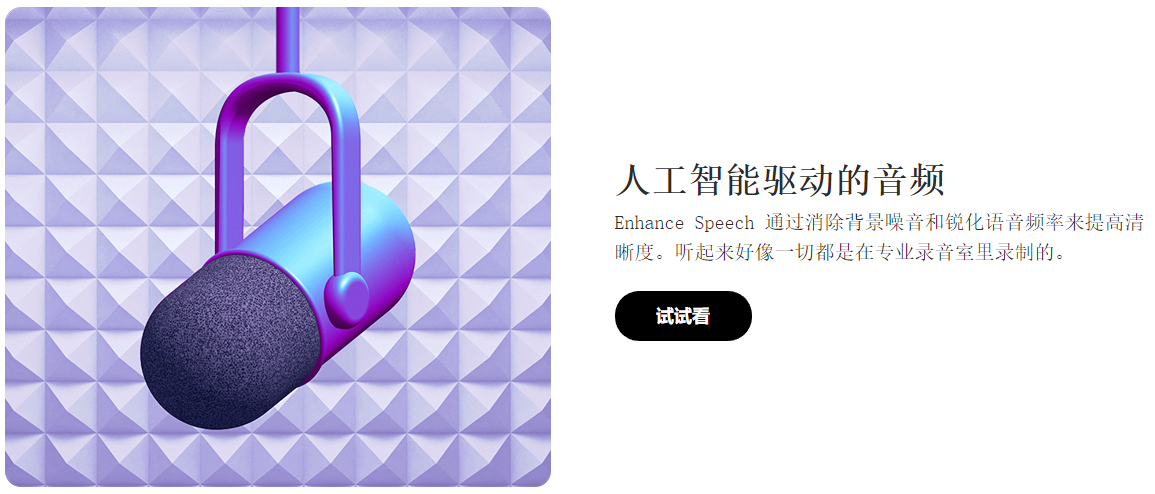 人工智能驱动的音频
Enhance Speech 通过消除背景噪音和锐化语音频率来提高清
晰度。听起来好像一切都是在专业录音室里录制的。
试试看